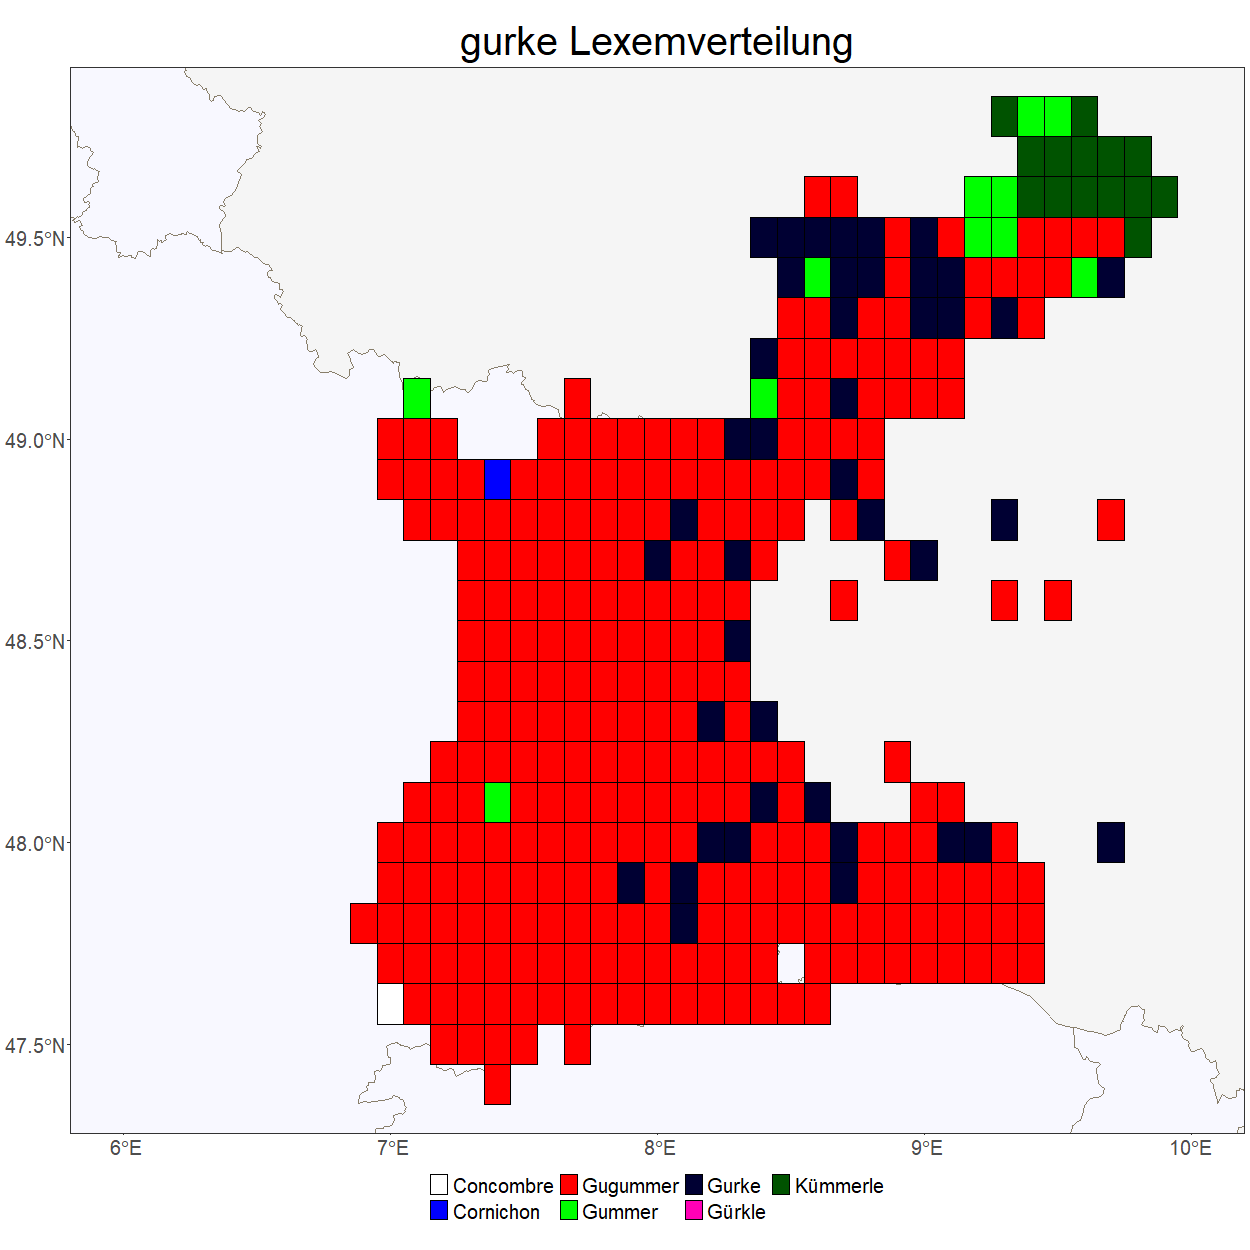 gurke Lexemverteilung
49.5°N
49.0°N
48.5°N
48.0°N
47.5°N
6°E 7°E 8°E 9°E 10°E
Concombre Gugummer Gurke Kümmerle
Cornichon Gummer Gürkle